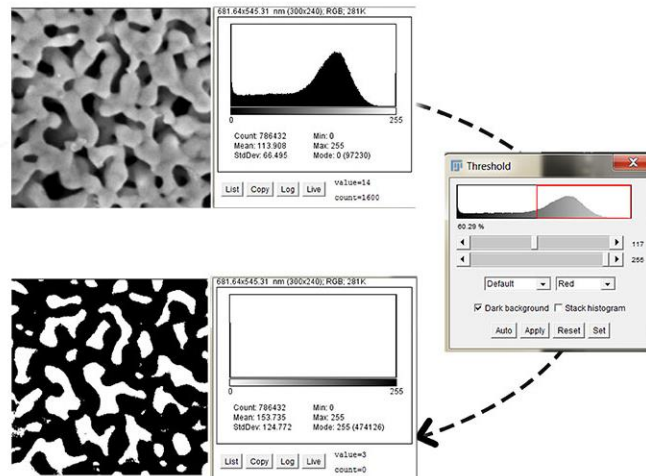 681.64x545.31 nm (300x240); RGB; 281K
0 255
Count: 786432 Min: 0
Mean: 113.908 Max: 255
StdDev: 66.495 Mode: 0 (97230)
List Copy Log Live value=14
count=1600
Threshold
60.29 %
117
255
Default Red
Dark background Stack histogram
Auto Apply Reset Set
681.64x545.31 nm (300x240); RGB; 281K
0 255
Count: 786432 Min: 0
Mean: 153.735 Max: 255
StdDev: 124.772 Mode: 255 (474126)
List Copy Log Live value=3
count=0